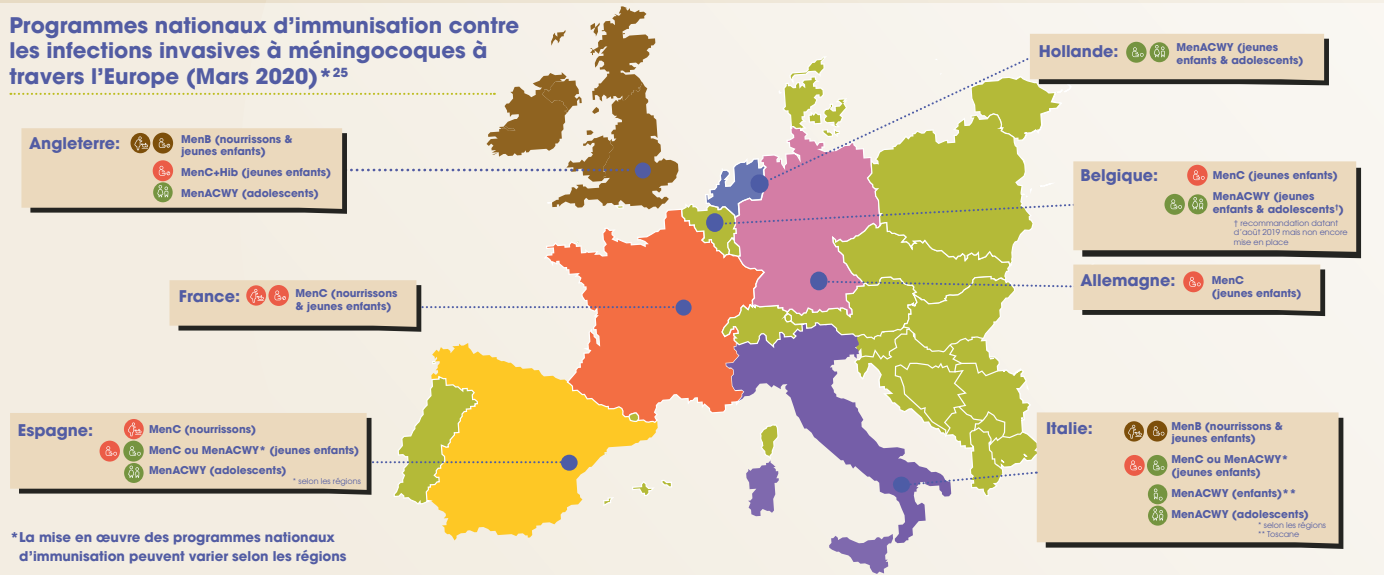 Programmes nationaux d’immunisation contre
les infections invasives à méningocoques à
travers l’Europe (Mars 2020)*25
Angleterre:
MenB (nourrissons &
jeunes enfants)
MenC+Hib (jeunes enfants)
MenACWY (adolescents)
France:
MenC (nourrissons
& jeunes enfants)
Espagne:
MenC (nourrissons)
MenC ou MenACWY* (jeunes enfants)
MenACWY (adolescents)
* selon les régions
*La mise en œuvre des programmes nationaux
d’immunisation peuvent varier selon les régions
Hollande:
MenACWY (jeunes
enfants & adolescents)
Belgique:
MenC (jeunes enfants)
MenACWY (jeunes
enfants & adolescents†)
† recommandation datant
d’août 2019 mais non encore
mise en place
Allemagne:
MenC
(jeunes enfants)
Italie:
MenB (nourrissons &
jeunes enfants)
MenC ou MenACWY*
(jeunes enfants)
MenACWY (enfants)**
MenACWY (adolescents)
* selon les régions
** Toscane